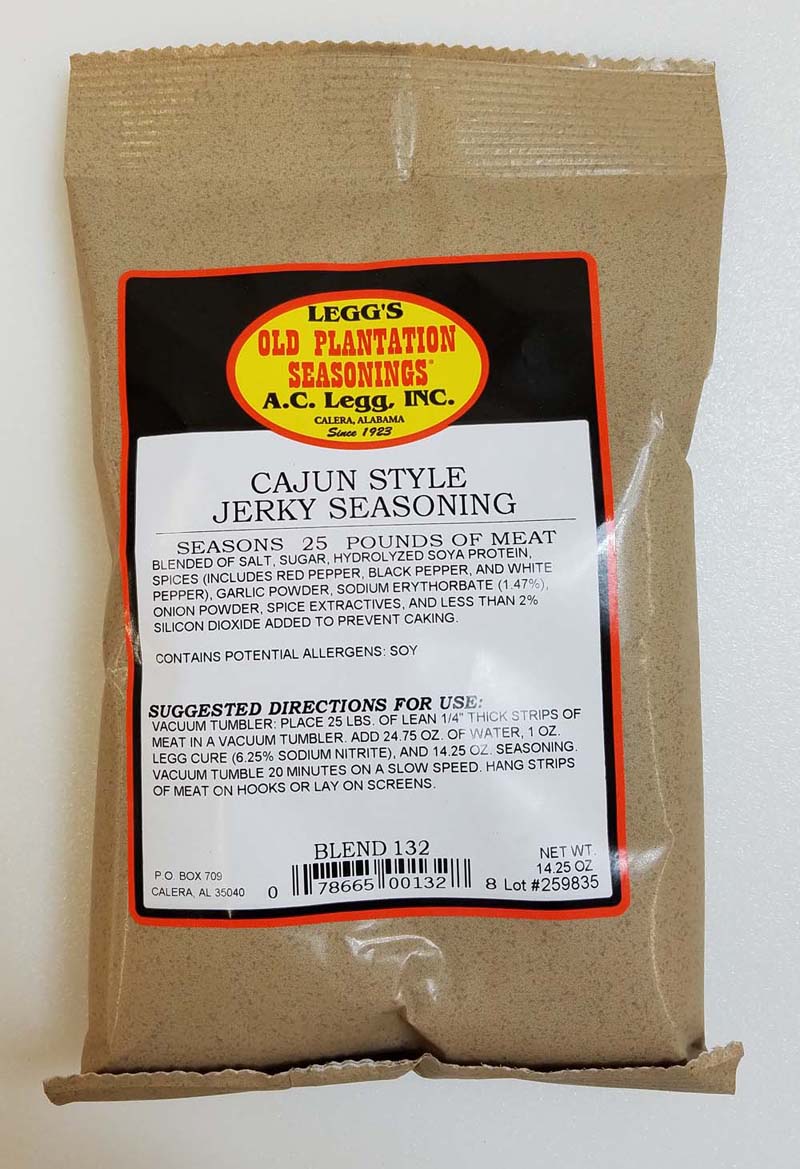 LEGG'S
OLD PLANTATION
SEASONINGS®
A.C. Legg, INC.
CALERA, ALABAMA
Since 1923
CAJUN STYLE
JERKY SEASONING
SEASONS 25 POUNDS OF MEAT
BLENDED OF SALT, SUGAR, HYDROLYZED SOYA PROTEIN,
SPICES (INCLUDES RED PEPPER, BLACK PEPPER, AND WHITE
PEPPER), GARLIC POWDER, SODIUM ERYTHORBATE (1.47%),
ONION POWDER, SPICE EXTRACTIVES, AND LESS THAN 2%
SILICON DIOXIDE ADDED TO PREVENT CAKING.
CONTAINS POTENTIAL ALLERGENS: SOY
SUGGESTED DIRECTIONS FOR USE:
VACUUM TUMBLER: PLACE 25 LBS. OF LEAN 1/4" THICK STRIPS OF
MEAT IN A VACUUM TUMBLER. ADD 24.75 OZ. OF WATER, 1 OZ.
LEGG CURE (6.25% SODIUM NITRITE), AND 14.25 OZ. SEASONING.
VACUUM TUMBLE 20 MINUTES ON A SLOW SPEED. HANG STRIPS
OF MEAT ON HOOKS OR LAY ON SCREENS.
BLEND 132
P.O. BOX 709
CALERA, AL 35040
0 78665 00132 8
NET WT.
14.25 OZ
Lot #259835